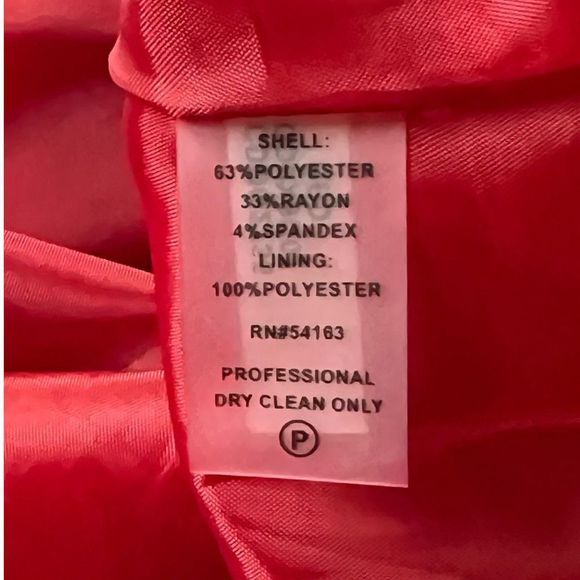 SHELL:
63%POLYESTER
33%RAYON
4%SPANDEX
LINING:
100%POLYESTER
RN#54163
PROFESSIONAL
DRY CLEAN ONLY
P